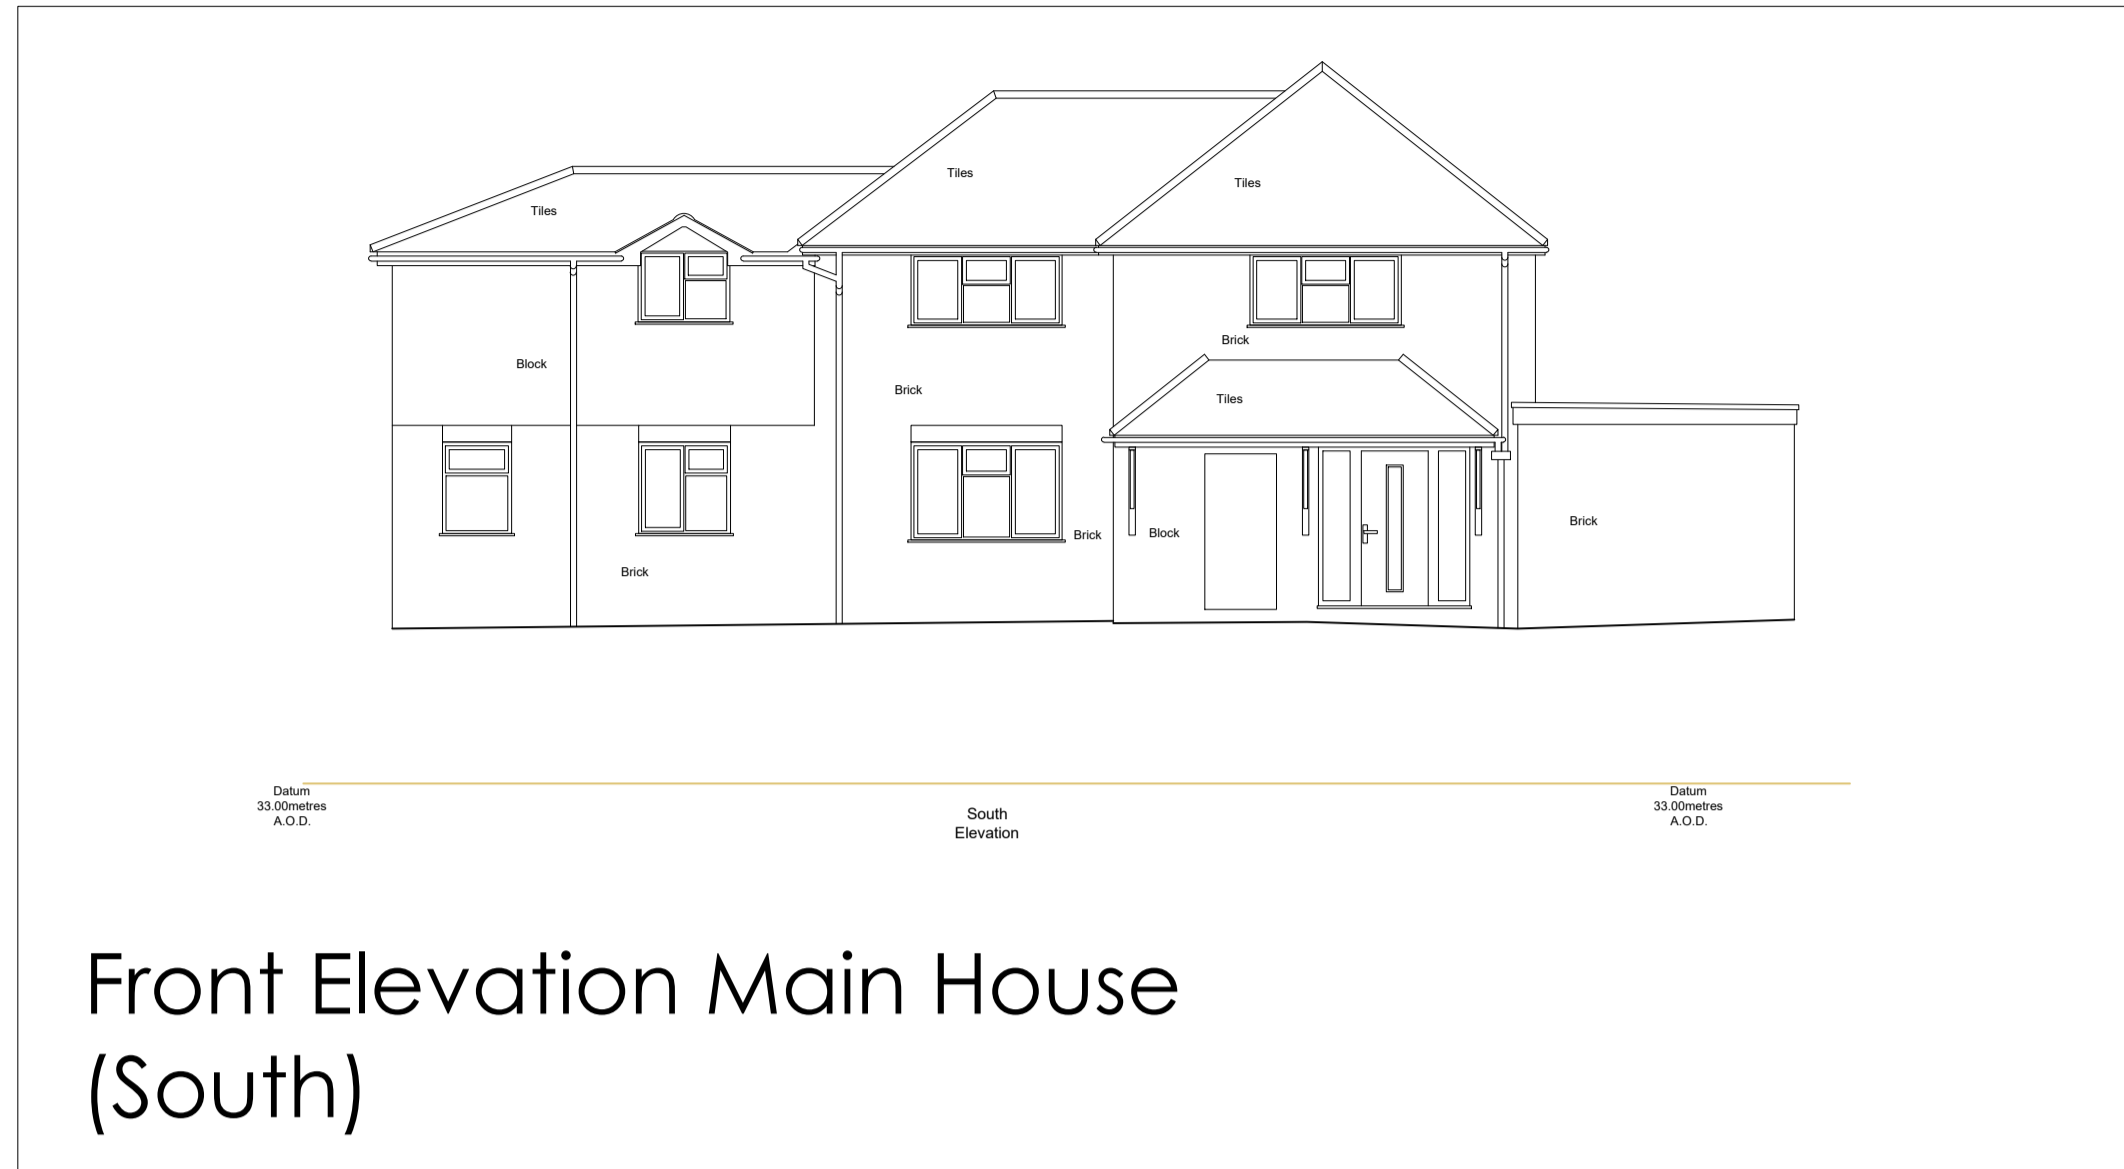 Tiles
Tiles
Tiles
Brick
Block
Brick
Tiles
Brick
Block
Brick
Brick
Datum
33.00metres
A.O.D.
South
Elevation
Datum
33.00metres
A.O.D.
Front Elevation Main House
(South)